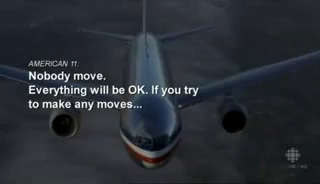 AMERICAN 11:
Nobody move.
Everything will be OK. If you try
to make any moves...